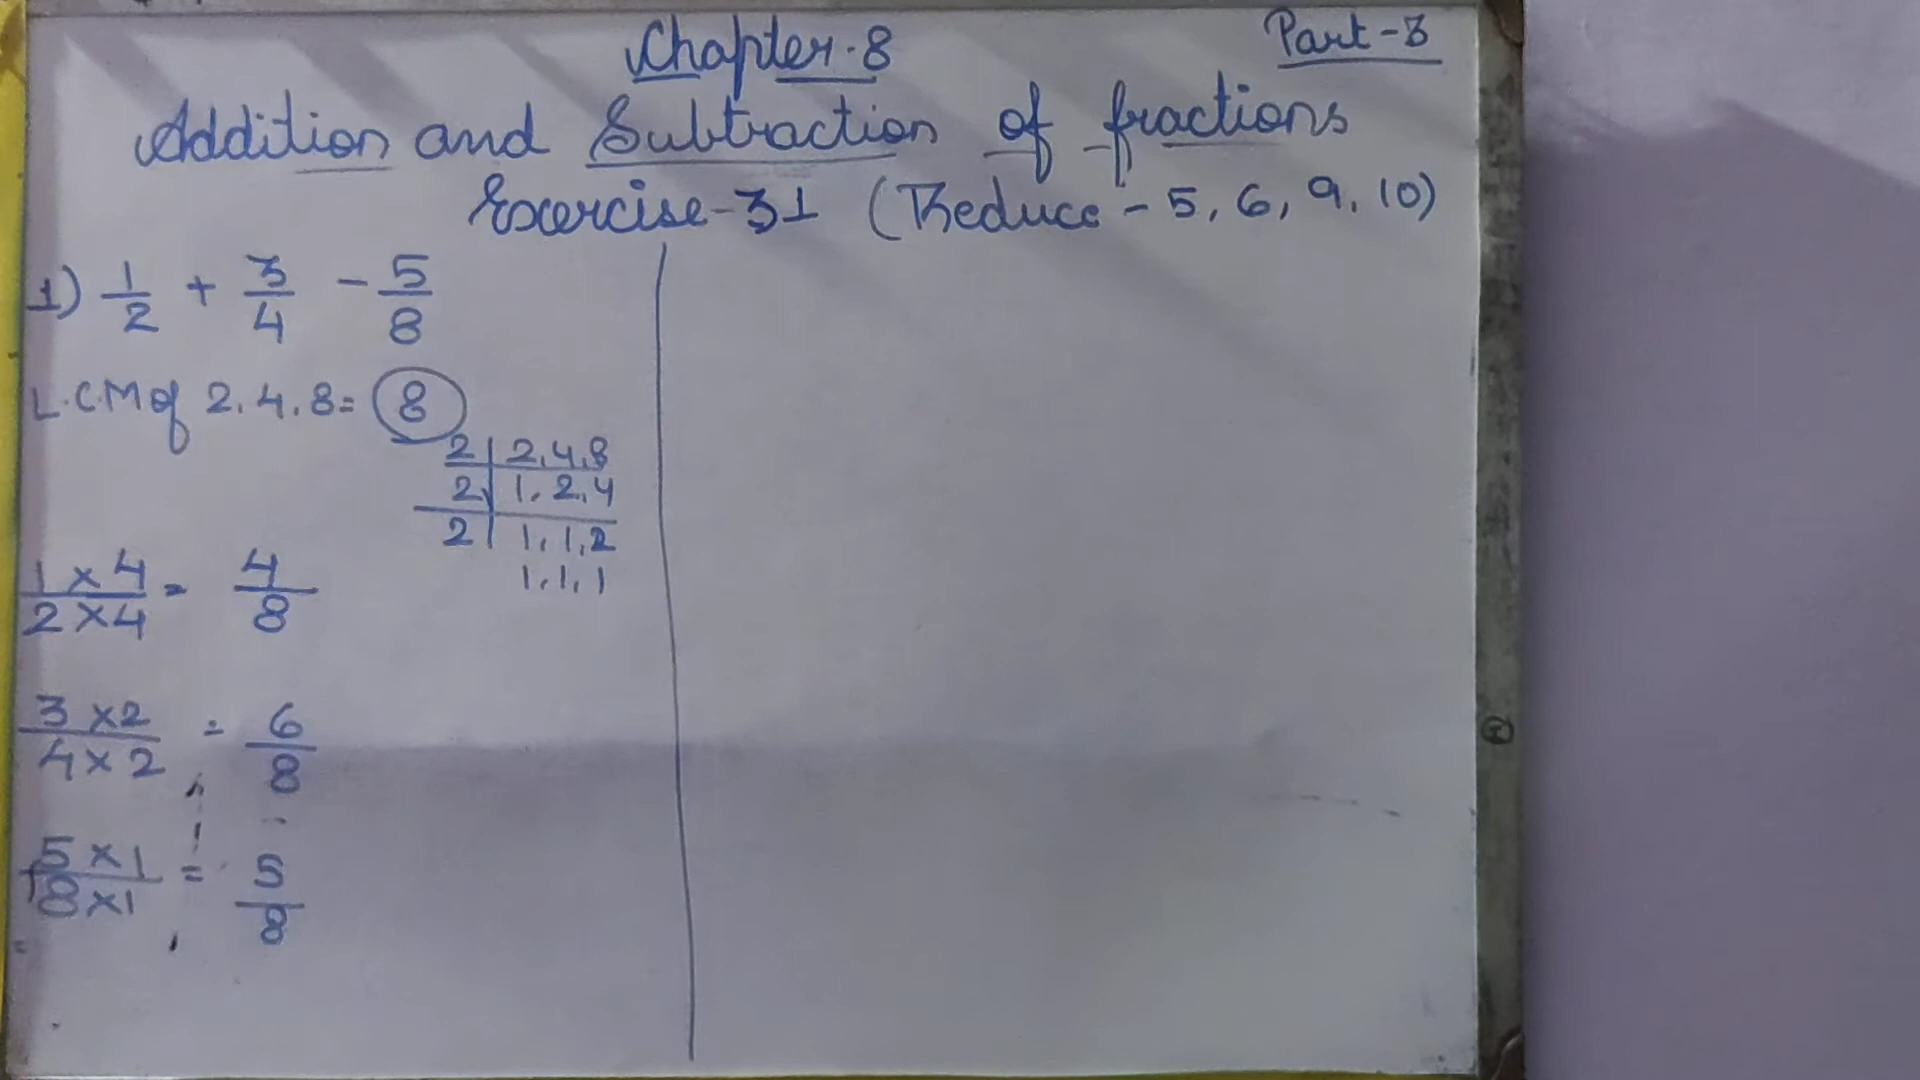 Chapter-8
Part-3
Addition and Subtraction of fractions
Exercise-31 (Reduce - 5, 6, 9, 10)
1) 1/2 + 3/4 - 5/8
L.C.M of 2, 4, 8 = 8
2 | 2, 4, 8
2 | 1, 2, 4
2 | 1, 1, 2
1, 1, 1
1 × 4 / 2 × 4 = 4/8
3 × 2 / 4 × 2 = 6/8
5 × 1 / 8 × 1 = 5/8